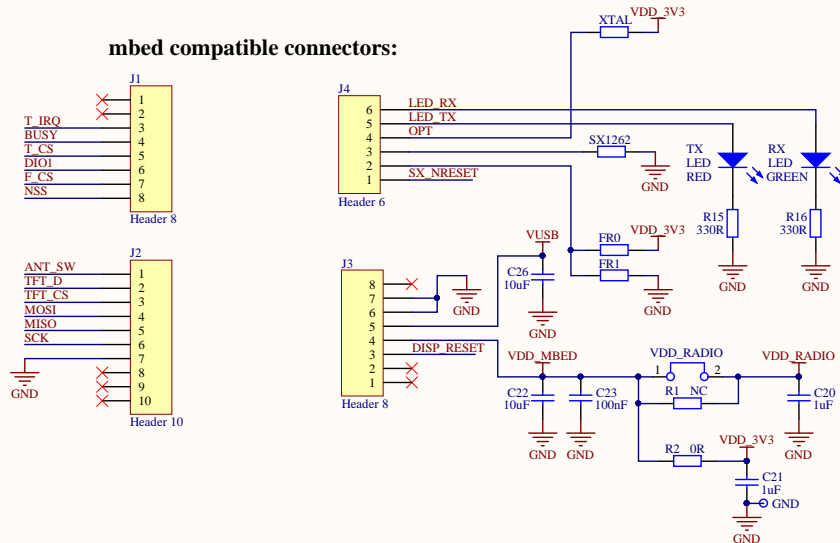 VDD_3V3
XTAL
mbed compatible connectors:
J1
1
2
T_IRQ 3
BUSY 4
T_CS 5
DIO1 6
F_CS 7
NSS 8
Header 8
J4
6 LED_RX
5 LED_TX
4 OPT
3 SX1262
2
1 SX_NRESET
GND
Header 6
TX
LED
RED
RX
LED
GREEN
R15
330R
R16
330R
GND
GND
J2
ANT_SW 1
TFT_D 2
TFT_CS 3
MOSI 4
MISO 5
SCK 6
7
8
9
10
GND
Header 10
J3
8
7
6
5
4
3 DISP_RESET
2
1
GND
Header 8
VUSB
C26
10uF
GND
FR0
VDD_3V3
FR1
GND
VDD_MBED
C22
10uF
GND
C23
100nF
GND
VDD_RADIO
1 2
R1 NC
VDD_RADIO
C20
1uF
GND
R2 0R
VDD_3V3
C21
1uF
GND
GND